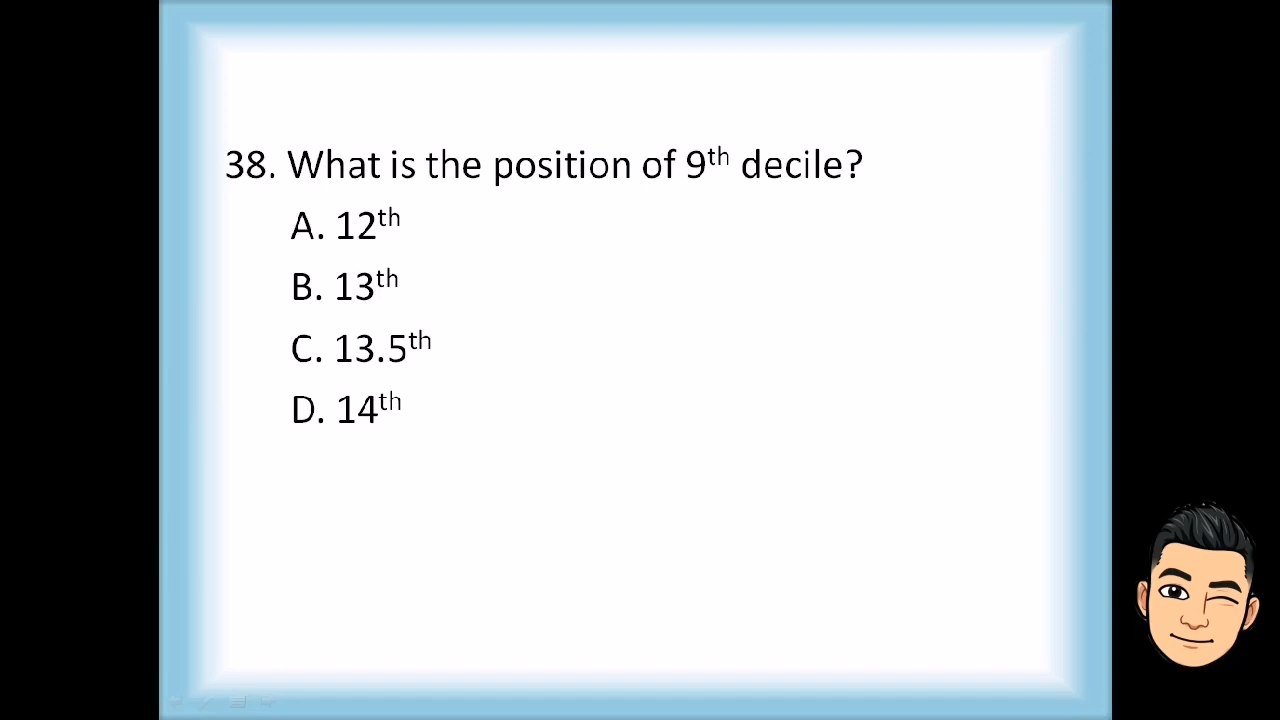 38. What is the position of 9th decile?
A. 12th
B. 13th
C. 13.5th
D. 14th